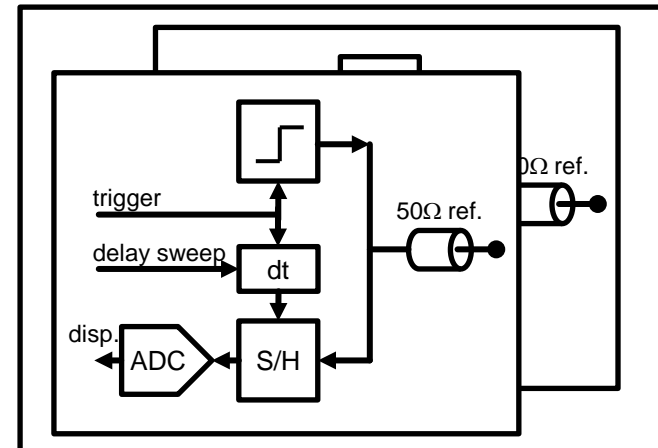 0Ω ref.
50Ω ref.
trigger
delay sweep
dt
disp.
ADC
S/H